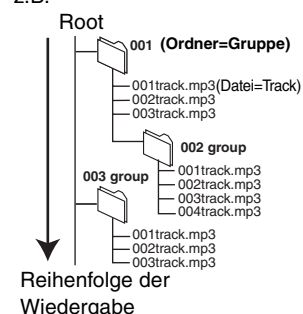 z.B.
Root
001 (Ordner=Gruppe)
001track.mp3(Datei=Track)
002track.mp3
003track.mp3
002 group
001track.mp3
002track.mp3
003track.mp3
004track.mp3
003 group
001track.mp3
002track.mp3
003track.mp3
Reihenfolge der
Wiedergabe